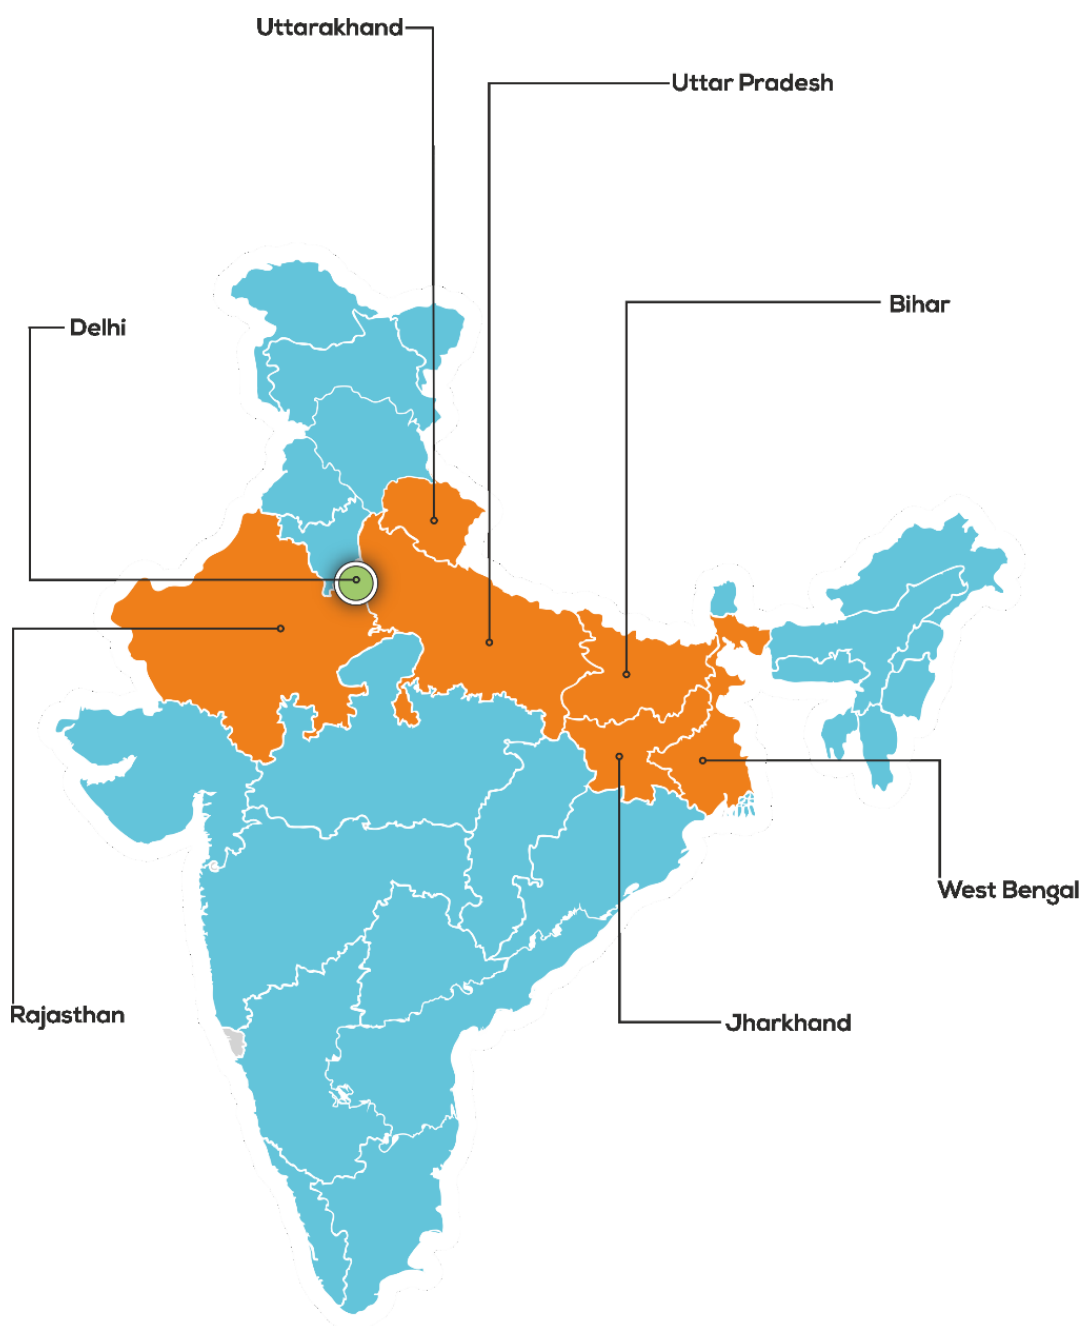 Uttarakhand
Uttar Pradesh
Bihar
Delhi
West Bengal
Rajasthan
Jharkhand